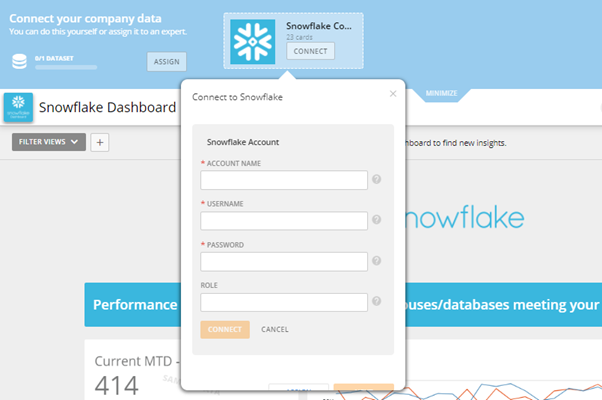 Connect your company data
You can do this yourself or assign it to an expert.
0/1 DATASET
ASSIGN
Snowflake Co...
23 cards
CONNECT
Connect to Snowflake
×
MINIMIZE
Snowflake Dashboard
FILTER VIEWS
+
board to find new insights.
Snowflake Account
* ACCOUNT NAME
?
* USERNAME
?
* PASSWORD
?
ROLE
?
CONNECT
CANCEL
nowflake
Performance
ouses/databases meeting your
Current MTD -
414